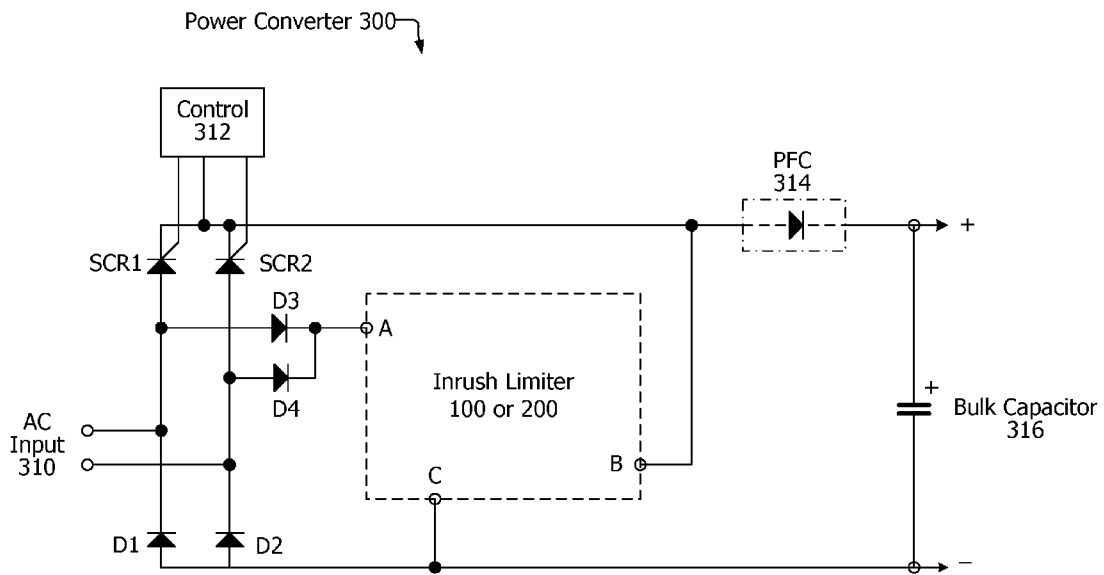 Power Converter 300
Control
312
PFC
314
+
SCR1
SCR2
D3
A
D4
Inrush Limiter
100 or 200
AC
Input
310
+
Bulk Capacitor
316
B
C
D1
D2
−